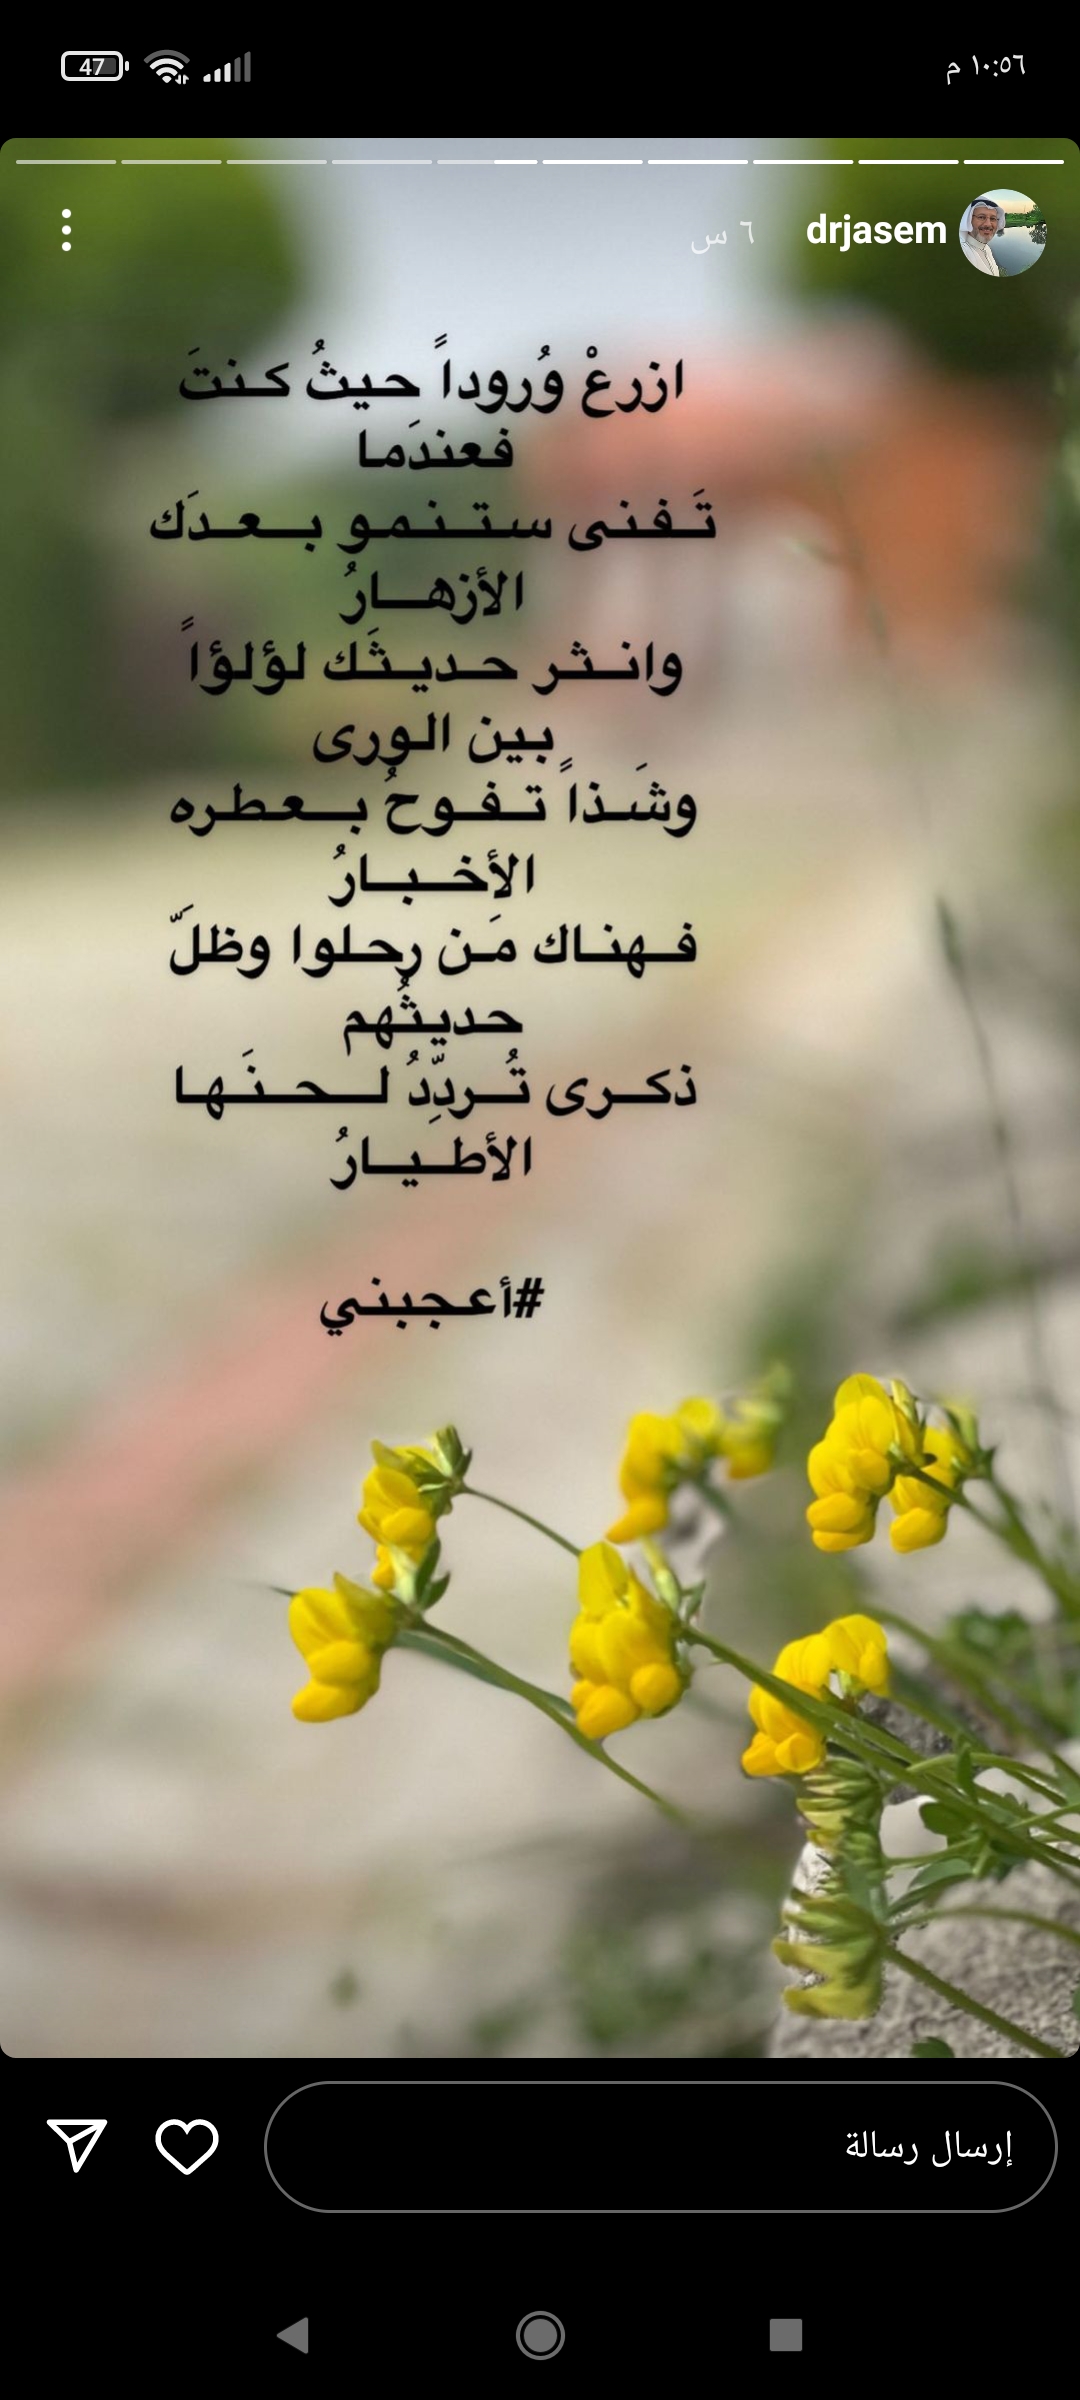 ١٠:٥٦ م
47
drjasem
٦ س
ازرعْ وُروداً حيثُ كنتَ
فعندَما
تَفنى ستنمو بعدَك
الأزهارُ
وانثر حديثَك لؤلؤاً
بين الورى
وشَذاً تفوحُ بعطره
الأخبارُ
فهناك مَن رحلوا وظلَّ
حديثُهم
ذكرى تُردِّدُ لحنَها
الأطيارُ
#أعجبني
إرسال رسالة